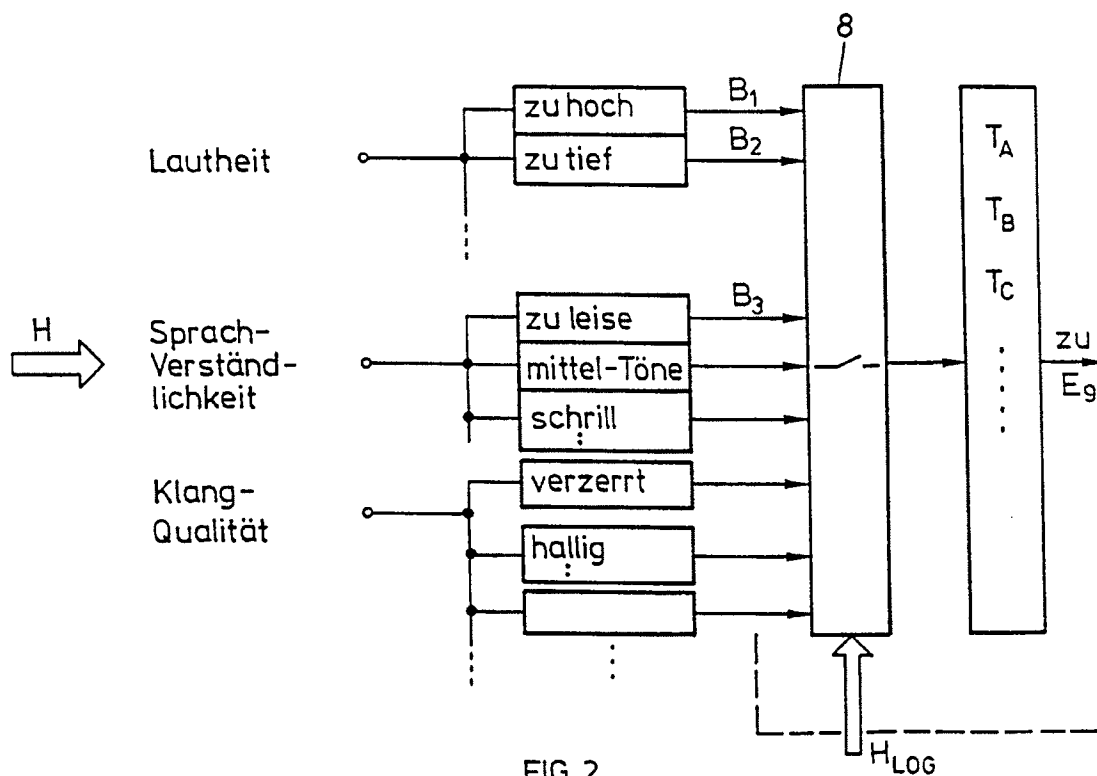 8
zu hoch
B1
Lautheit
zu tief
B2
TA
TB
TC
H
Sprach-
Verständ-
lichkeit
zu leise
B3
mittel-Töne
schrill
zu
E9
Klang-
Qualität
verzerrt
hallig
HLOG
FIG. 2